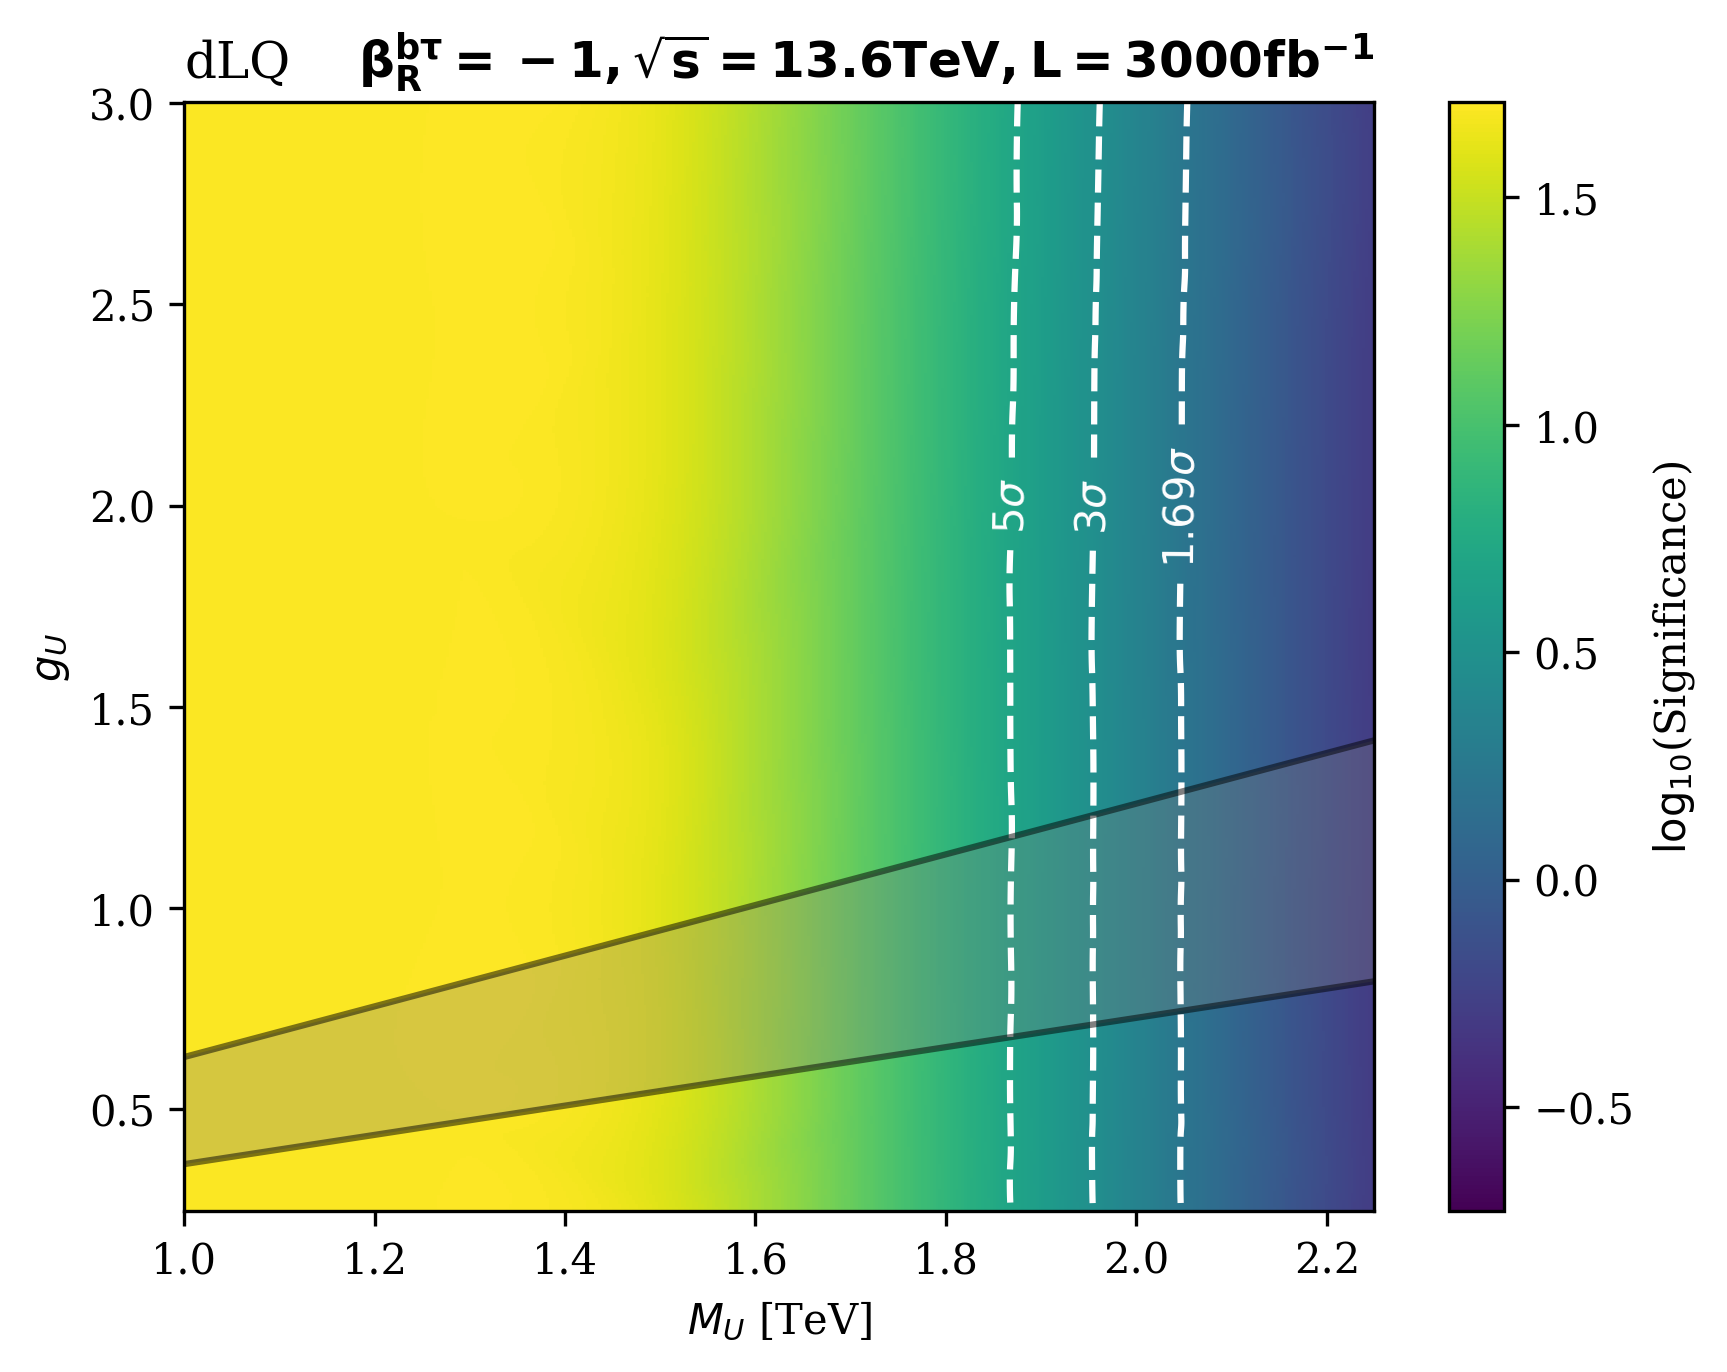 dLQ β_R^{bτ} = −1, √s = 13.6TeV, L = 3000fb⁻¹
3.0
2.5
2.0
1.5
1.0
0.5
g_U
5σ
3σ
1.69σ
1.0 1.2 1.4 1.6 1.8 2.0 2.2
M_U [TeV]
1.5
1.0
0.5
0.0
−0.5
log₁₀(Significance)